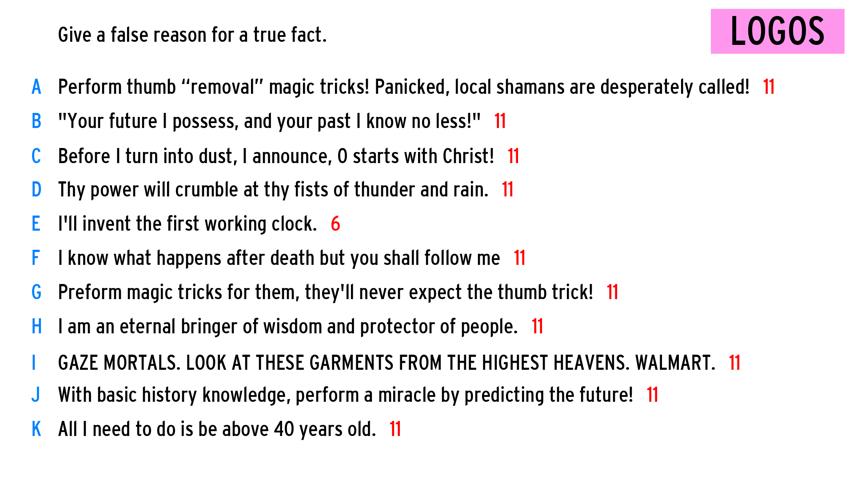 Give a false reason for a true fact.
LOGOS
A Perform thumb “removal” magic tricks! Panicked, local shamans are desperately called! 11
B "Your future I possess, and your past I know no less!" 11
C Before I turn into dust, I announce, 0 starts with Christ! 11
D Thy power will crumble at thy fists of thunder and rain. 11
E I'll invent the first working clock. 6
F I know what happens after death but you shall follow me 11
G Preform magic tricks for them, they'll never expect the thumb trick! 11
H I am an eternal bringer of wisdom and protector of people. 11
I GAZE MORTALS. LOOK AT THESE GARMENTS FROM THE HIGHEST HEAVENS. WALMART. 11
J With basic history knowledge, perform a miracle by predicting the future! 11
K All I need to do is be above 40 years old. 11